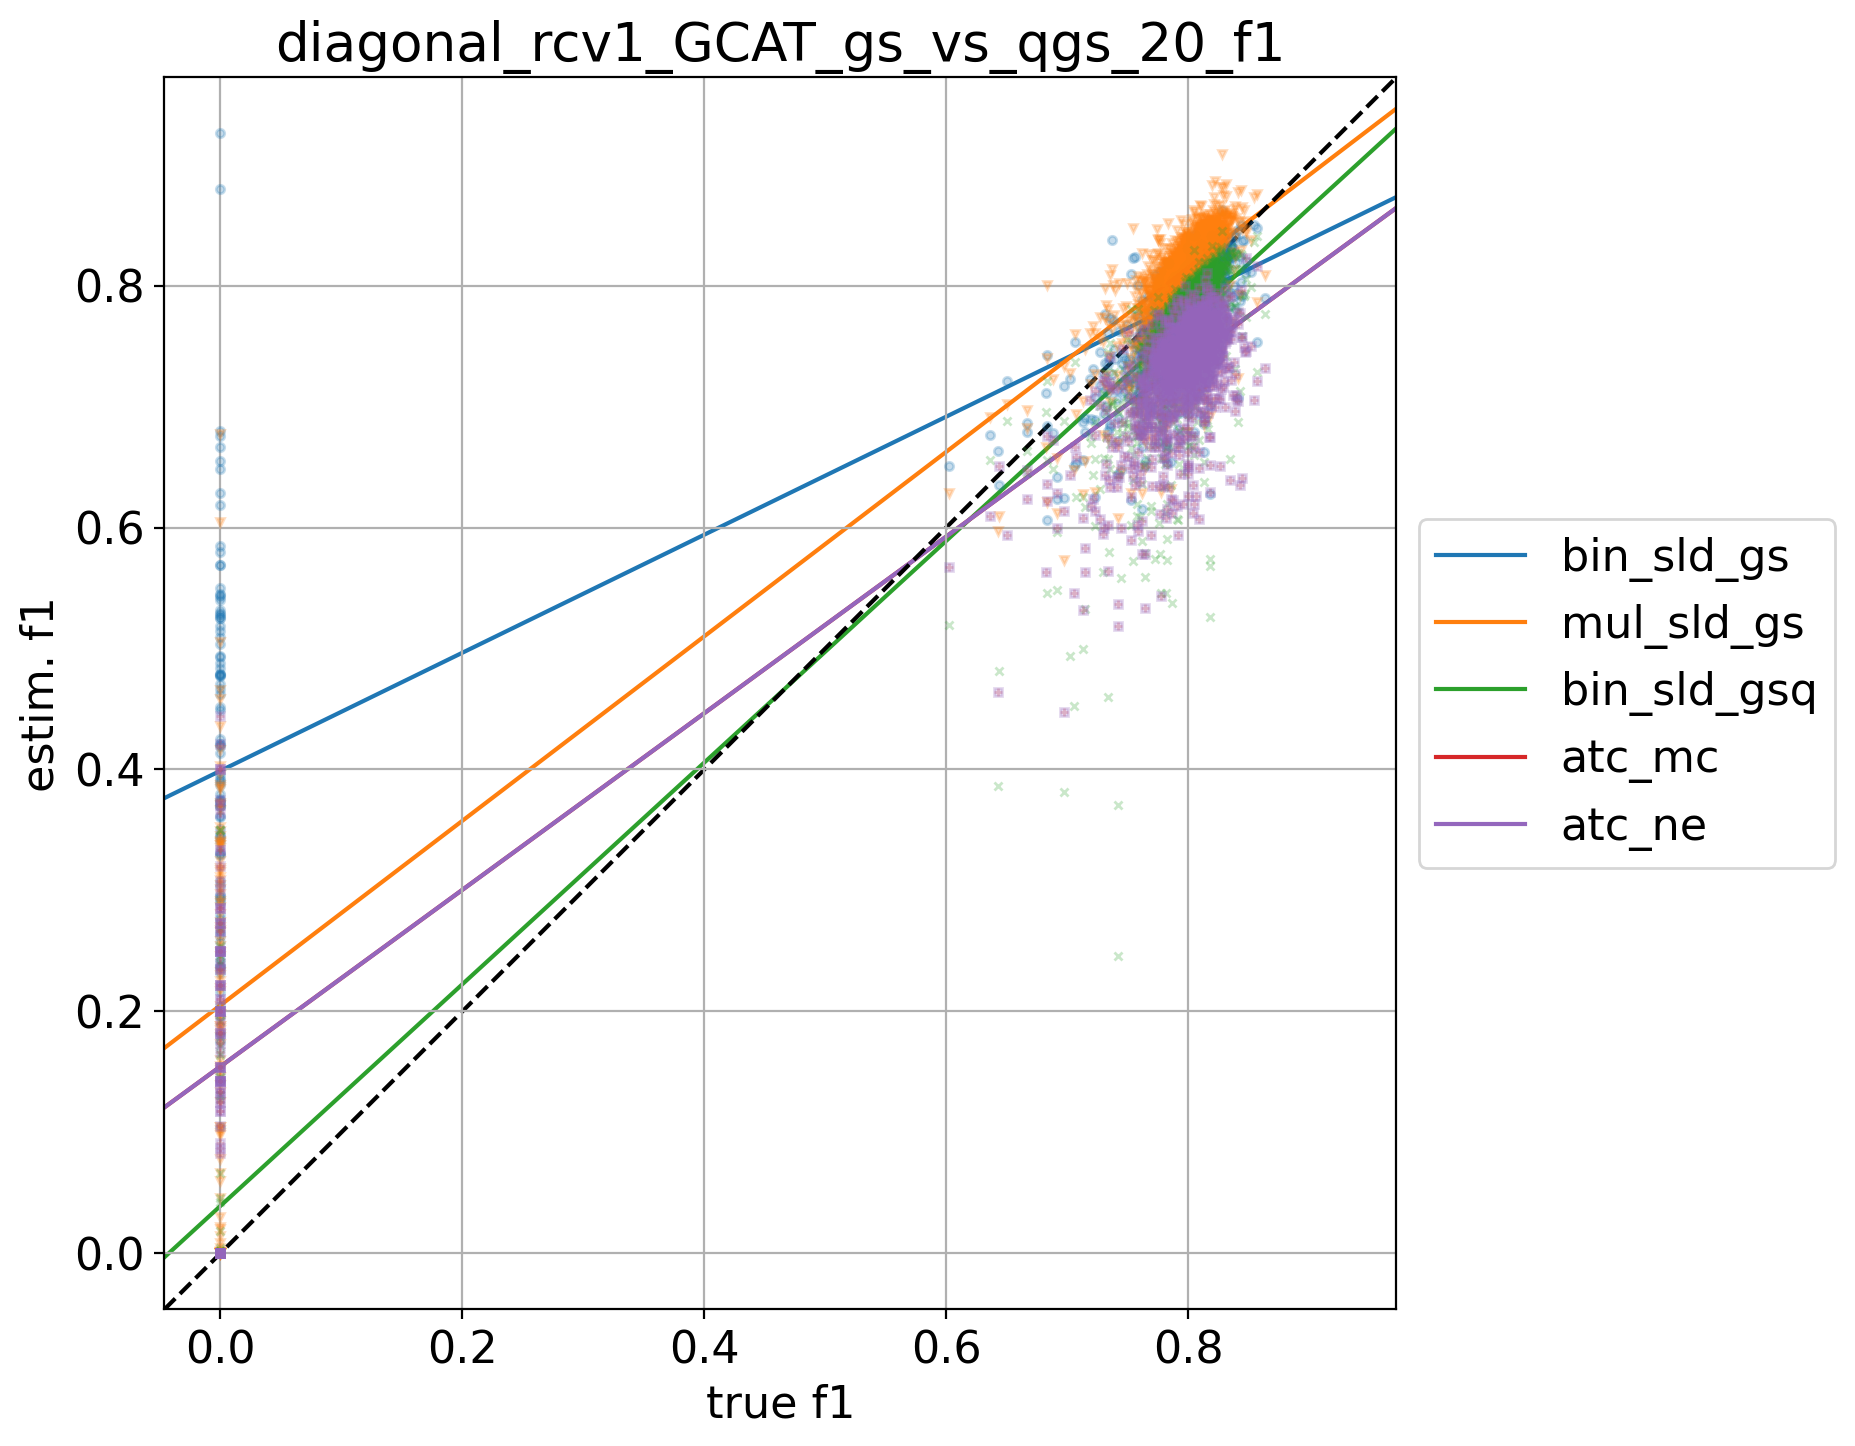 diagonal_rcv1_GCAT_gs_vs_qgs_20_f1
estim. f1
0.8
0.6
0.4
0.2
0.0
0.0 0.2 0.4 0.6 0.8
true f1
bin_sld_gs
mul_sld_gs
bin_sld_gsq
atc_mc
atc_ne